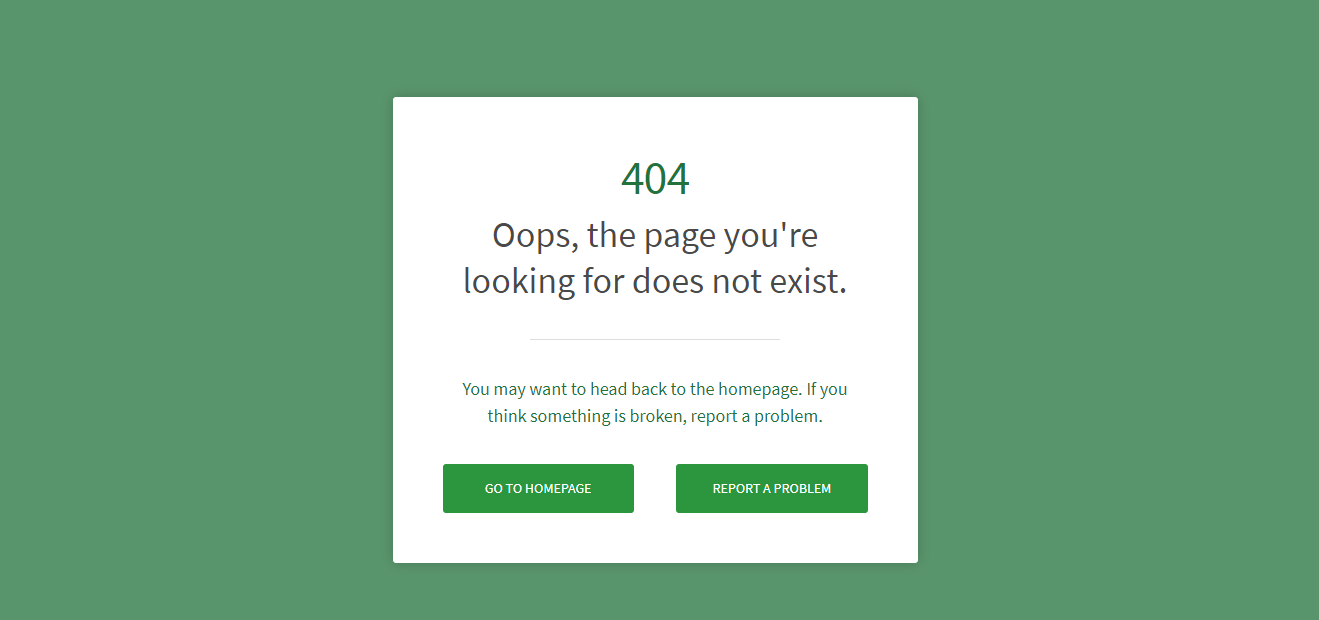 404
Oops, the page you're
looking for does not exist.
You may want to head back to the homepage. If you
think something is broken, report a problem.
GO TO HOMEPAGE
REPORT A PROBLEM